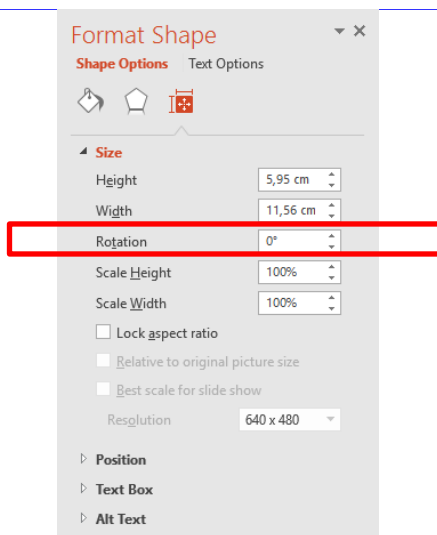 Format Shape
Shape Options Text Options
Size
Height 5,95 cm
Width 11,56 cm
Rotation 0°
Scale Height 100%
Scale Width 100%
Lock aspect ratio
Relative to original picture size
Best scale for slide show
Resolution 640 x 480
Position
Text Box
Alt Text